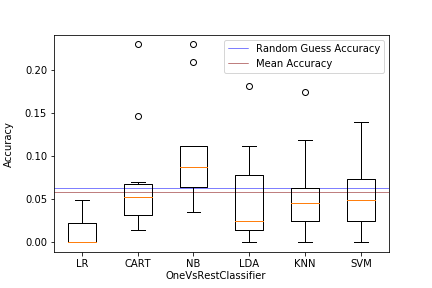 Random Guess Accuracy
Mean Accuracy
0.20
0.15
0.10
0.05
0.00
Accuracy
LR CART NB LDA KNN SVM
OneVsRestClassifier